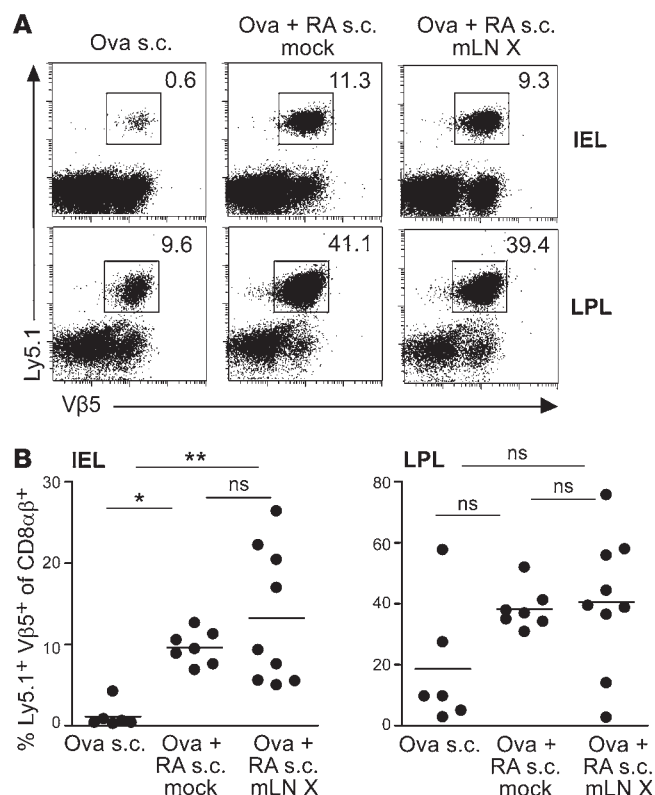 A
Ova s.c.
Ova + RA s.c.
mock
Ova + RA s.c.
mLN X
0.6
11.3
9.3
IEL
9.6
41.1
39.4
LPL
Ly5.1
Vβ5
B
IEL
**
*
ns
30
20
10
0
% Ly5.1+ Vβ5+ of CD8αβ+
Ova s.c.
Ova +
RA s.c.
mock
Ova +
RA s.c.
mLN X
LPL
ns
ns
ns
80
60
40
20
0
Ova s.c.
Ova +
RA s.c.
mock
Ova +
RA s.c.
mLN X